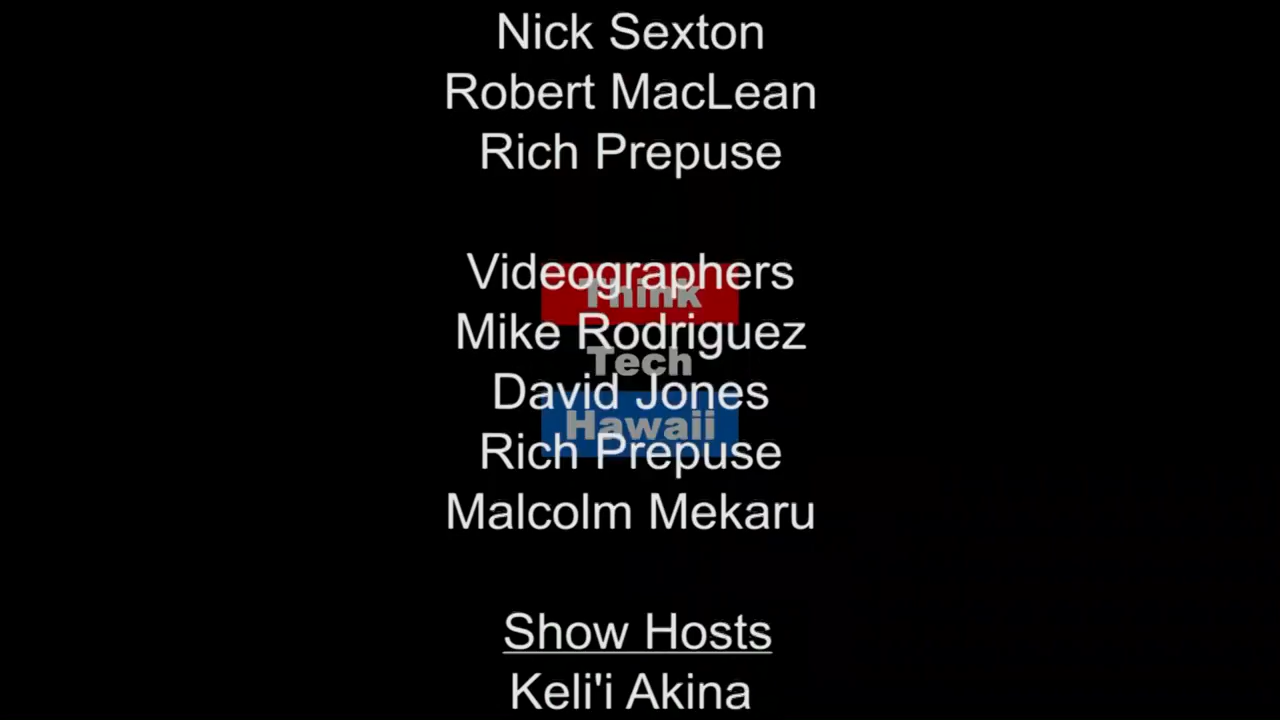 Nick Sexton
Robert MacLean
Rich Prepuse
Videographers
Think
Mike Rodriguez
Tech
David Jones
Hawaii
Rich Prepuse
Malcolm Mekaru
Show Hosts
Keli'i Akina